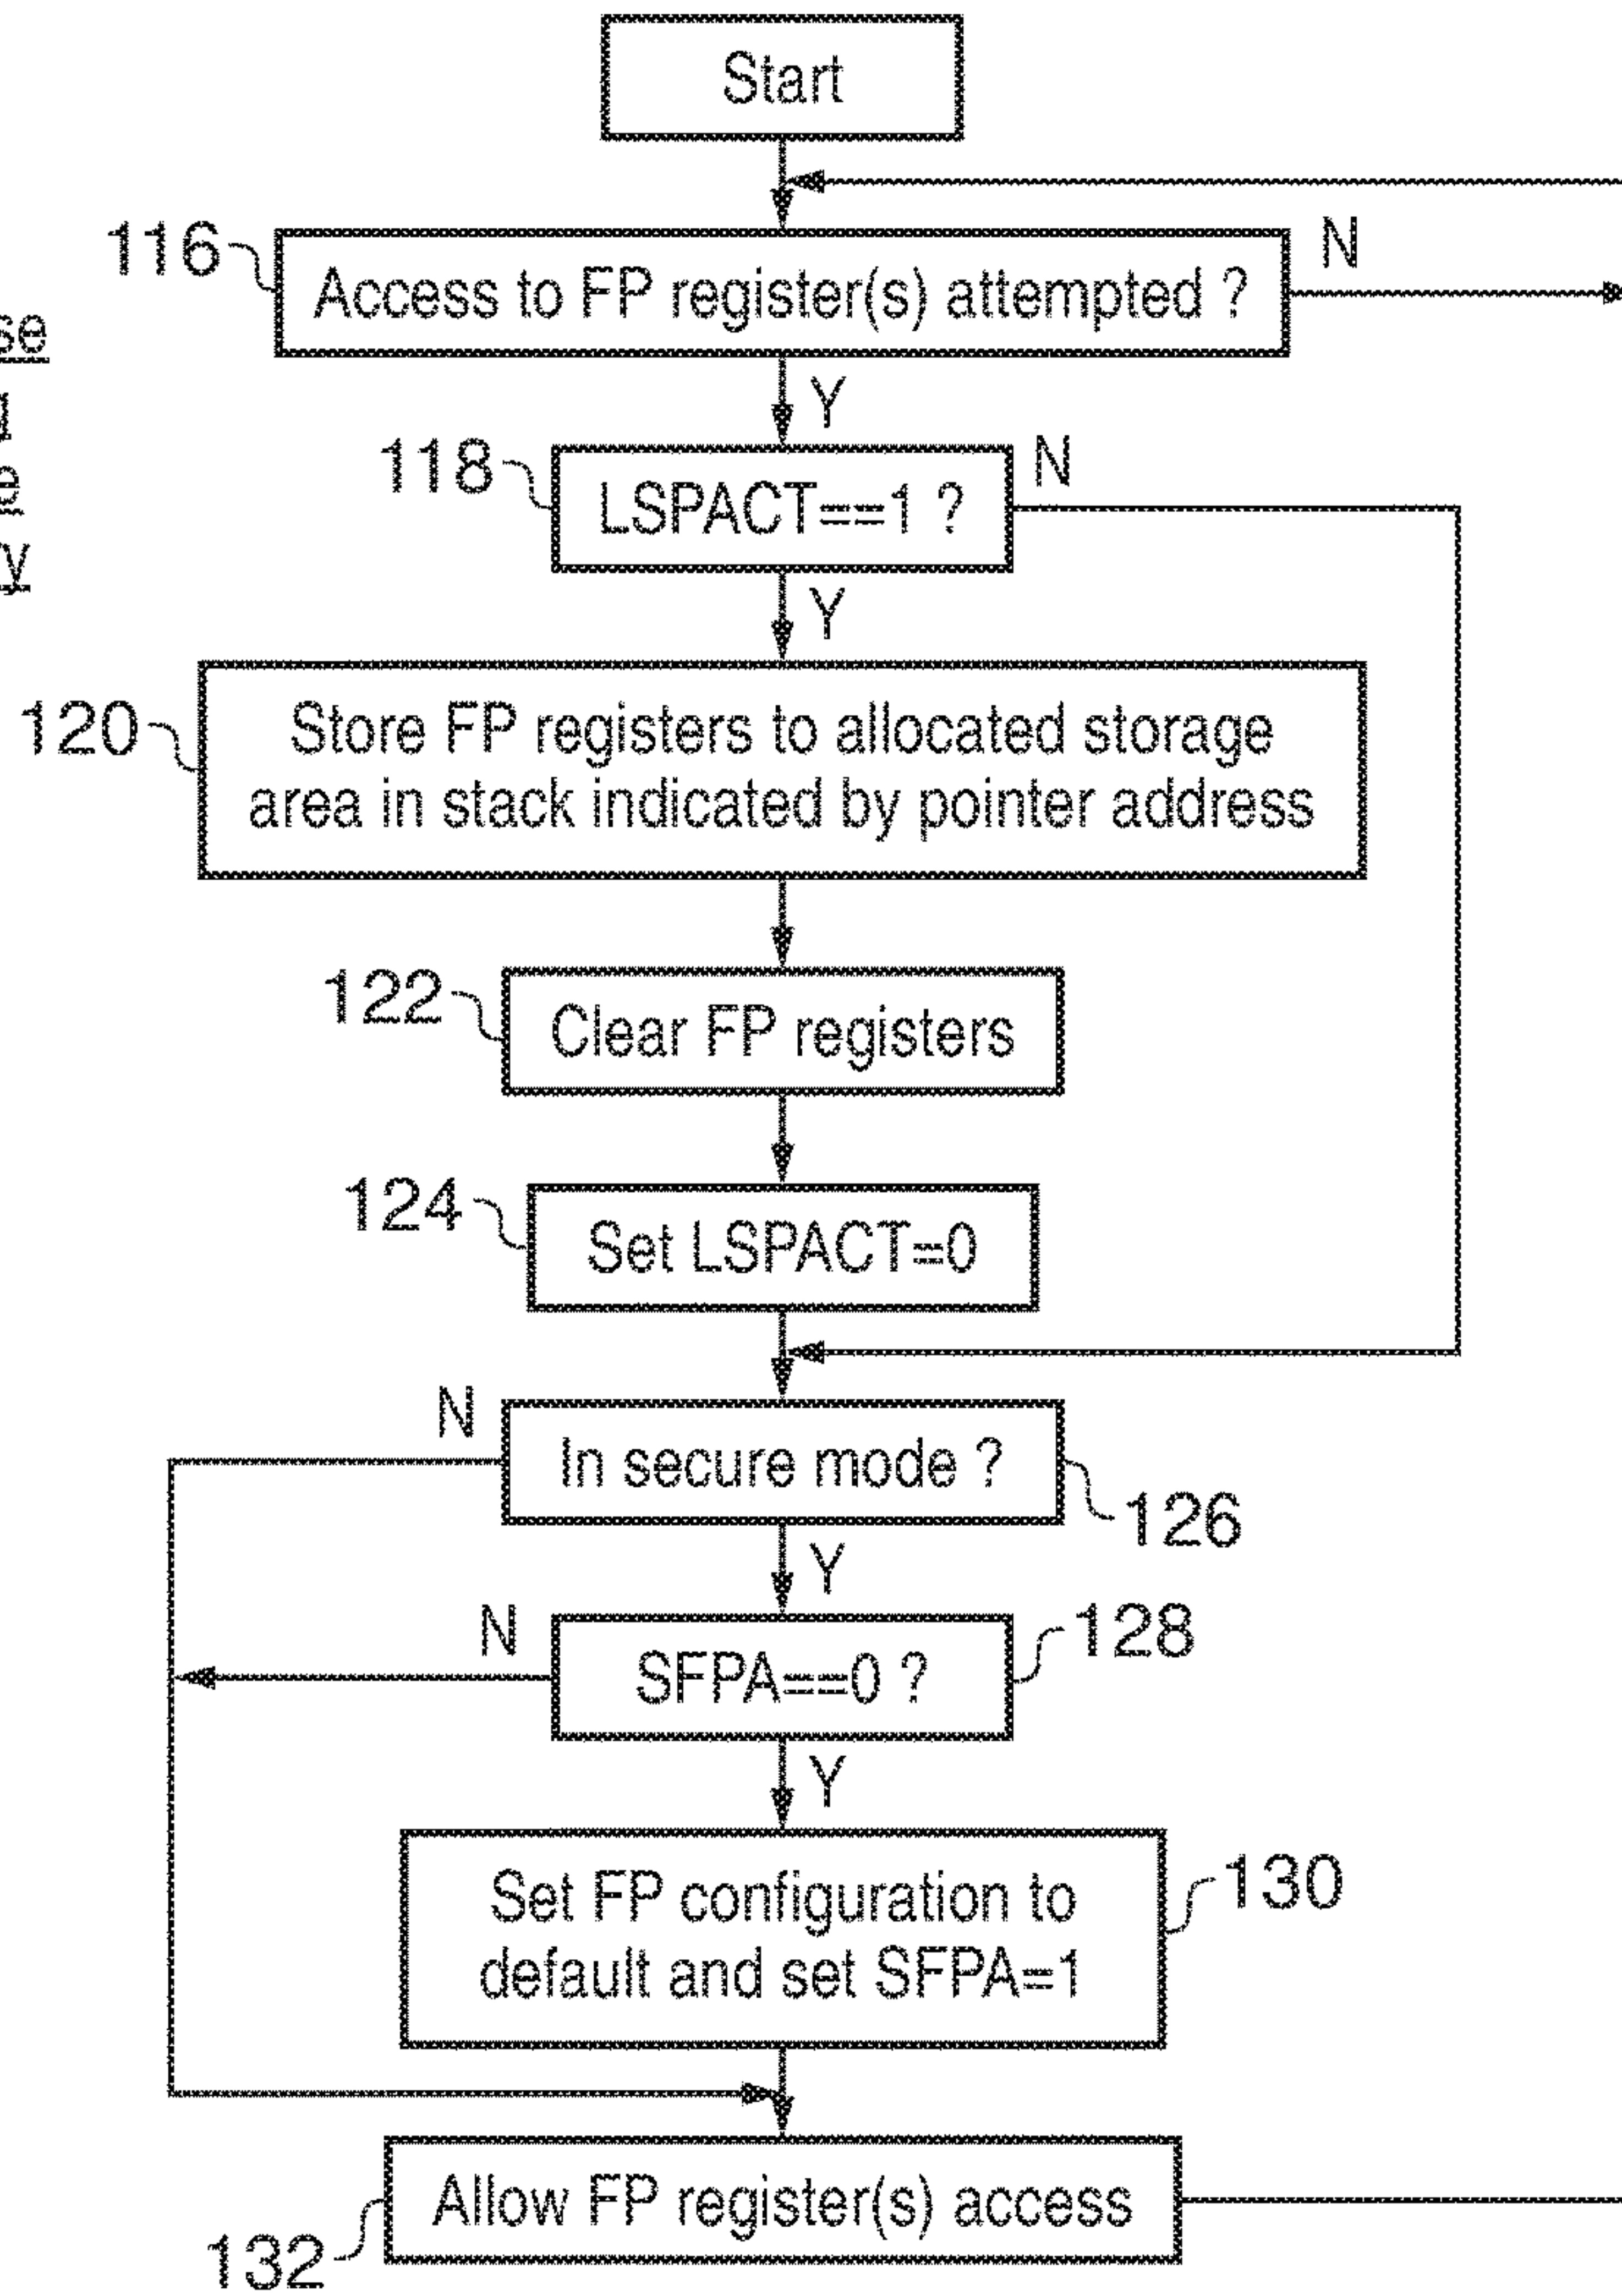 Start
116
Access to FP register(s) attempted ?
N
Y
118
LSPACT==1 ?
N
Y
120
Store FP registers to allocated storage
area in stack indicated by pointer address
122
Clear FP registers
124
Set LSPACT=0
N
In secure mode ?
126
Y
N
SFPA==0 ?
128
Y
Set FP configuration to
default and set SFPA=1
130
Allow FP register(s) access
132